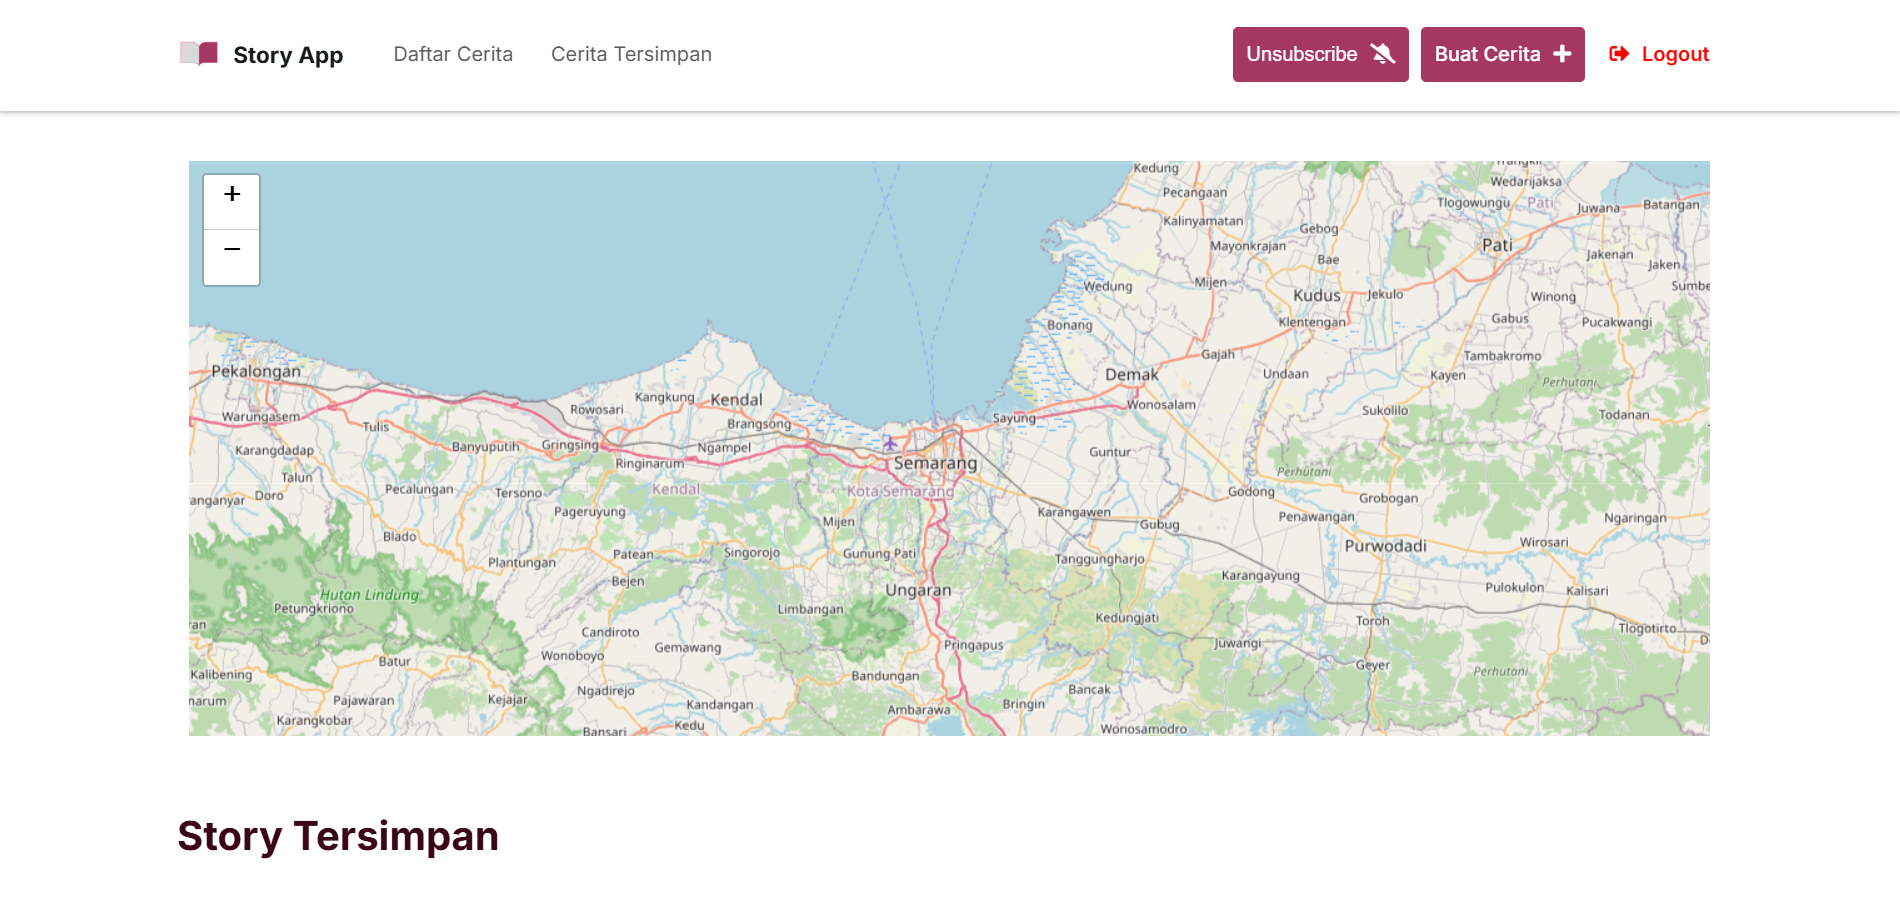 Story App
Daftar Cerita
Cerita Tersimpan
Unsubscribe
Buat Cerita +
Logout
+
−
Kedung
Wedarijaksa
Pecangaan
Tlogowungu
Pati
Juwana
Batangan
Kalinyamatan
Gebog
Mayonkrajan
Pati
Jakenan
Bae
Jaken
Mijen
Wedung
Kudus
Jekulo
Winong
Bonang
Klentengan
Gabus
Pucakwangi
Gajah
Tambakromo
Pekalongan
Demak
Undaan
Kayen
Perhutani
Rowosari
Kangkung
Kendal
Wonosalam
Sukolilo
Todanan
Warungasem
Tulis
Brangsong
Sayung
Karangdadap
Banyuputih
Gringsing
Ngampel
Guntur
Ringinarum
Semarang
Perhutani
Talun
Pecalungan
Tersono
Kendal
Kota Semarang
Godong
Grobogan
Doro
Pageruyung
Mijen
Karangawen
Gubug
Penawangan
Ngaringan
Blado
Patean
Singorojo
Gunung Pati
Tanggungharjo
Purwodadi
Wirosari
Plantungan
Bejen
Ungaran
Karangayung
Pulokulon
Kalisari
Hutan Lindung
Petungkriono
Limbangan
Kedungjati
Toroh
Tlogotirto
Candiroto
Gemawang
Pringapus
Juwangi
Wonoboyo
Batur
Bandungan
Geyer
Perhutani
Kalibening
Pajawaran
Kejajar
Ngadirejo
Kandangan
Ambarawa
Bringin
Bancak
Karangkobar
Kedu
Bansari
Wonosamodro
Story Tersimpan